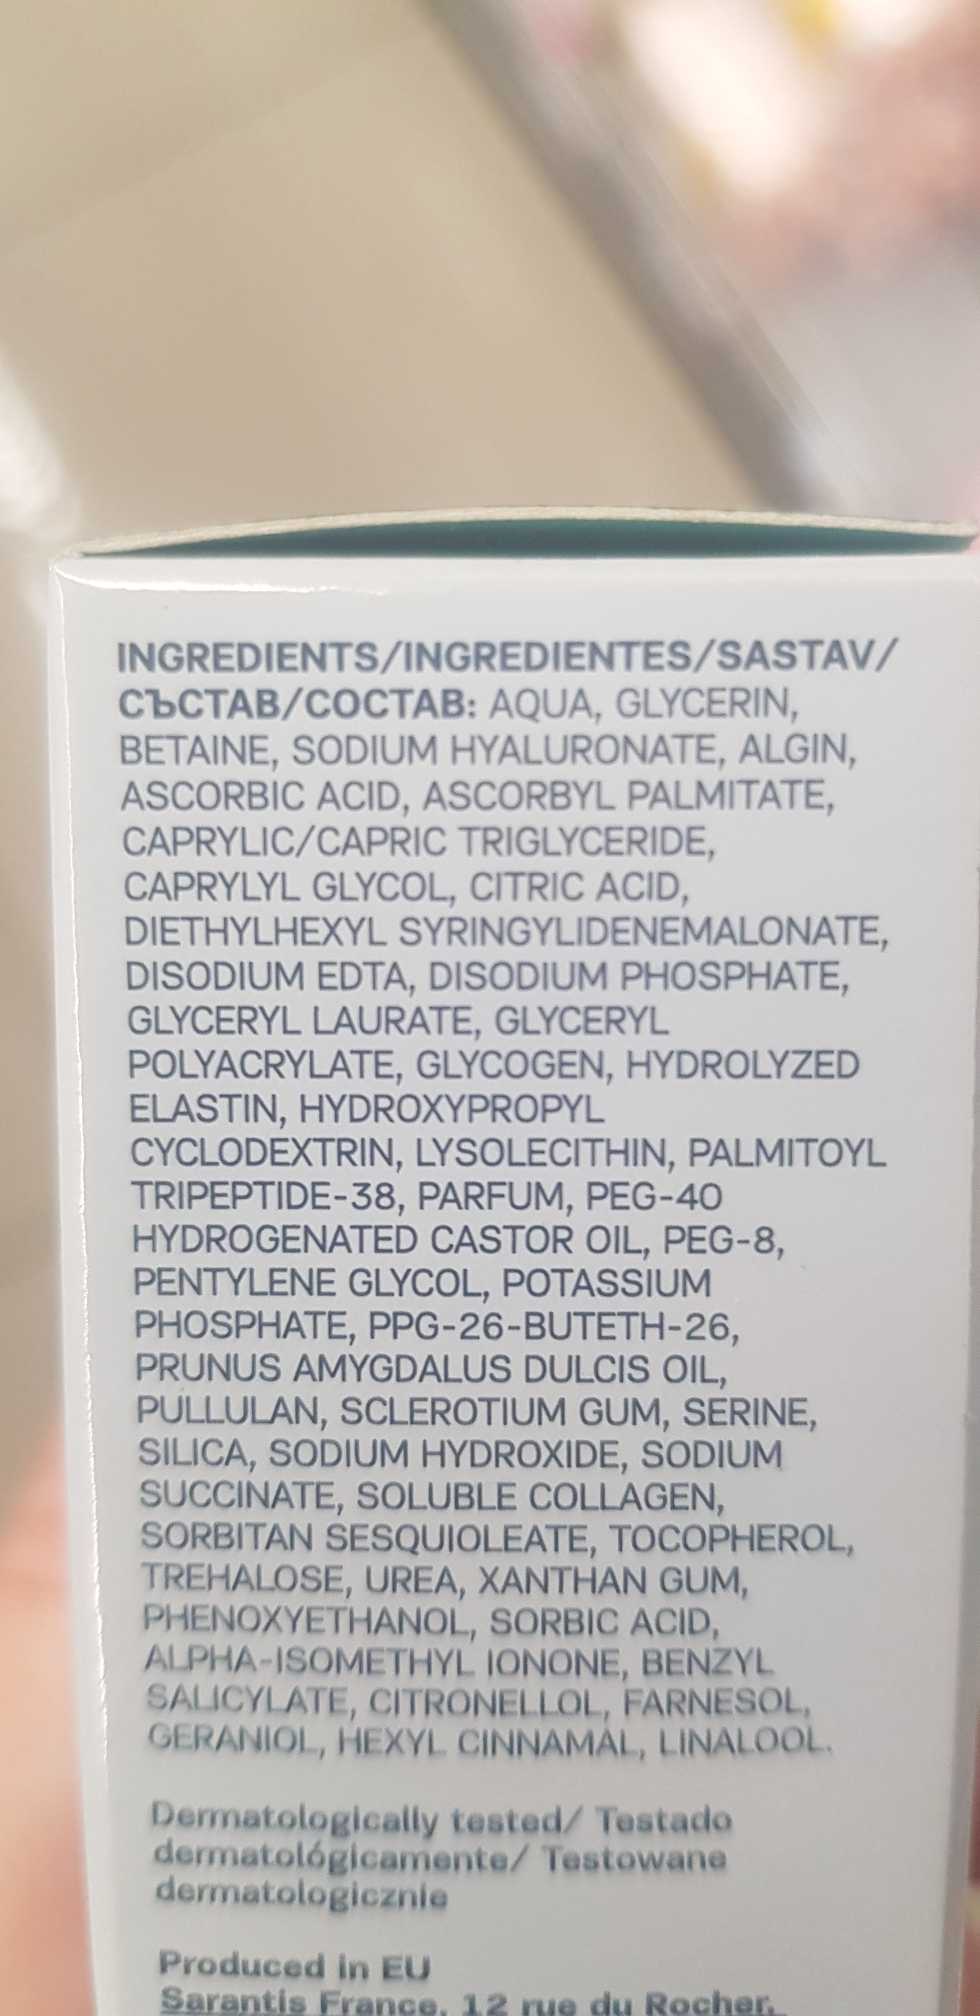 INGREDIENTS/INGREDIENTES/SASTAV/
СЪСТАВ/СОСТАВ: AQUA, GLYCERIN,
BETAINE, SODIUM HYALURONATE, ALGIN,
ASCORBIC ACID, ASCORBYL PALMITATE,
CAPRYLIC/CAPRIC TRIGLYCERIDE,
CAPRYLYL GLYCOL, CITRIC ACID,
DIETHYLHEXYL SYRINGYLIDENEMALONATE,
DISODIUM EDTA, DISODIUM PHOSPHATE,
GLYCERYL LAURATE, GLYCERYL
POLYACRYLATE, GLYCOGEN, HYDROLYZED
ELASTIN, HYDROXYPROPYL
CYCLODEXTRIN, LYSOLECITHIN, PALMITOYL
TRIPEPTIDE-38, PARFUM, PEG-40
HYDROGENATED CASTOR OIL, PEG-8,
PENTYLENE GLYCOL, POTASSIUM
PHOSPHATE, PPG-26-BUTETH-26,
PRUNUS AMYGDALUS DULCIS OIL,
PULLULAN, SCLEROTIUM GUM, SERINE,
SILICA, SODIUM HYDROXIDE, SODIUM
SUCCINATE, SOLUBLE COLLAGEN,
SORBITAN SESQUIOLEATE, TOCOPHEROL,
TREHALOSE, UREA, XANTHAN GUM,
PHENOXYETHANOL, SORBIC ACID,
ALPHA-ISOMETHYL IONONE, BENZYL
SALICYLATE, CITRONELLOL, FARNESOL,
GERANIOL, HEXYL CINNAMAL, LINALOOL.
Dermatologically tested/ Testado
dermatológicamente/ Testowane
dermatologicznie
Produced in EU
Sarantis France, 12 rue du Rocher,